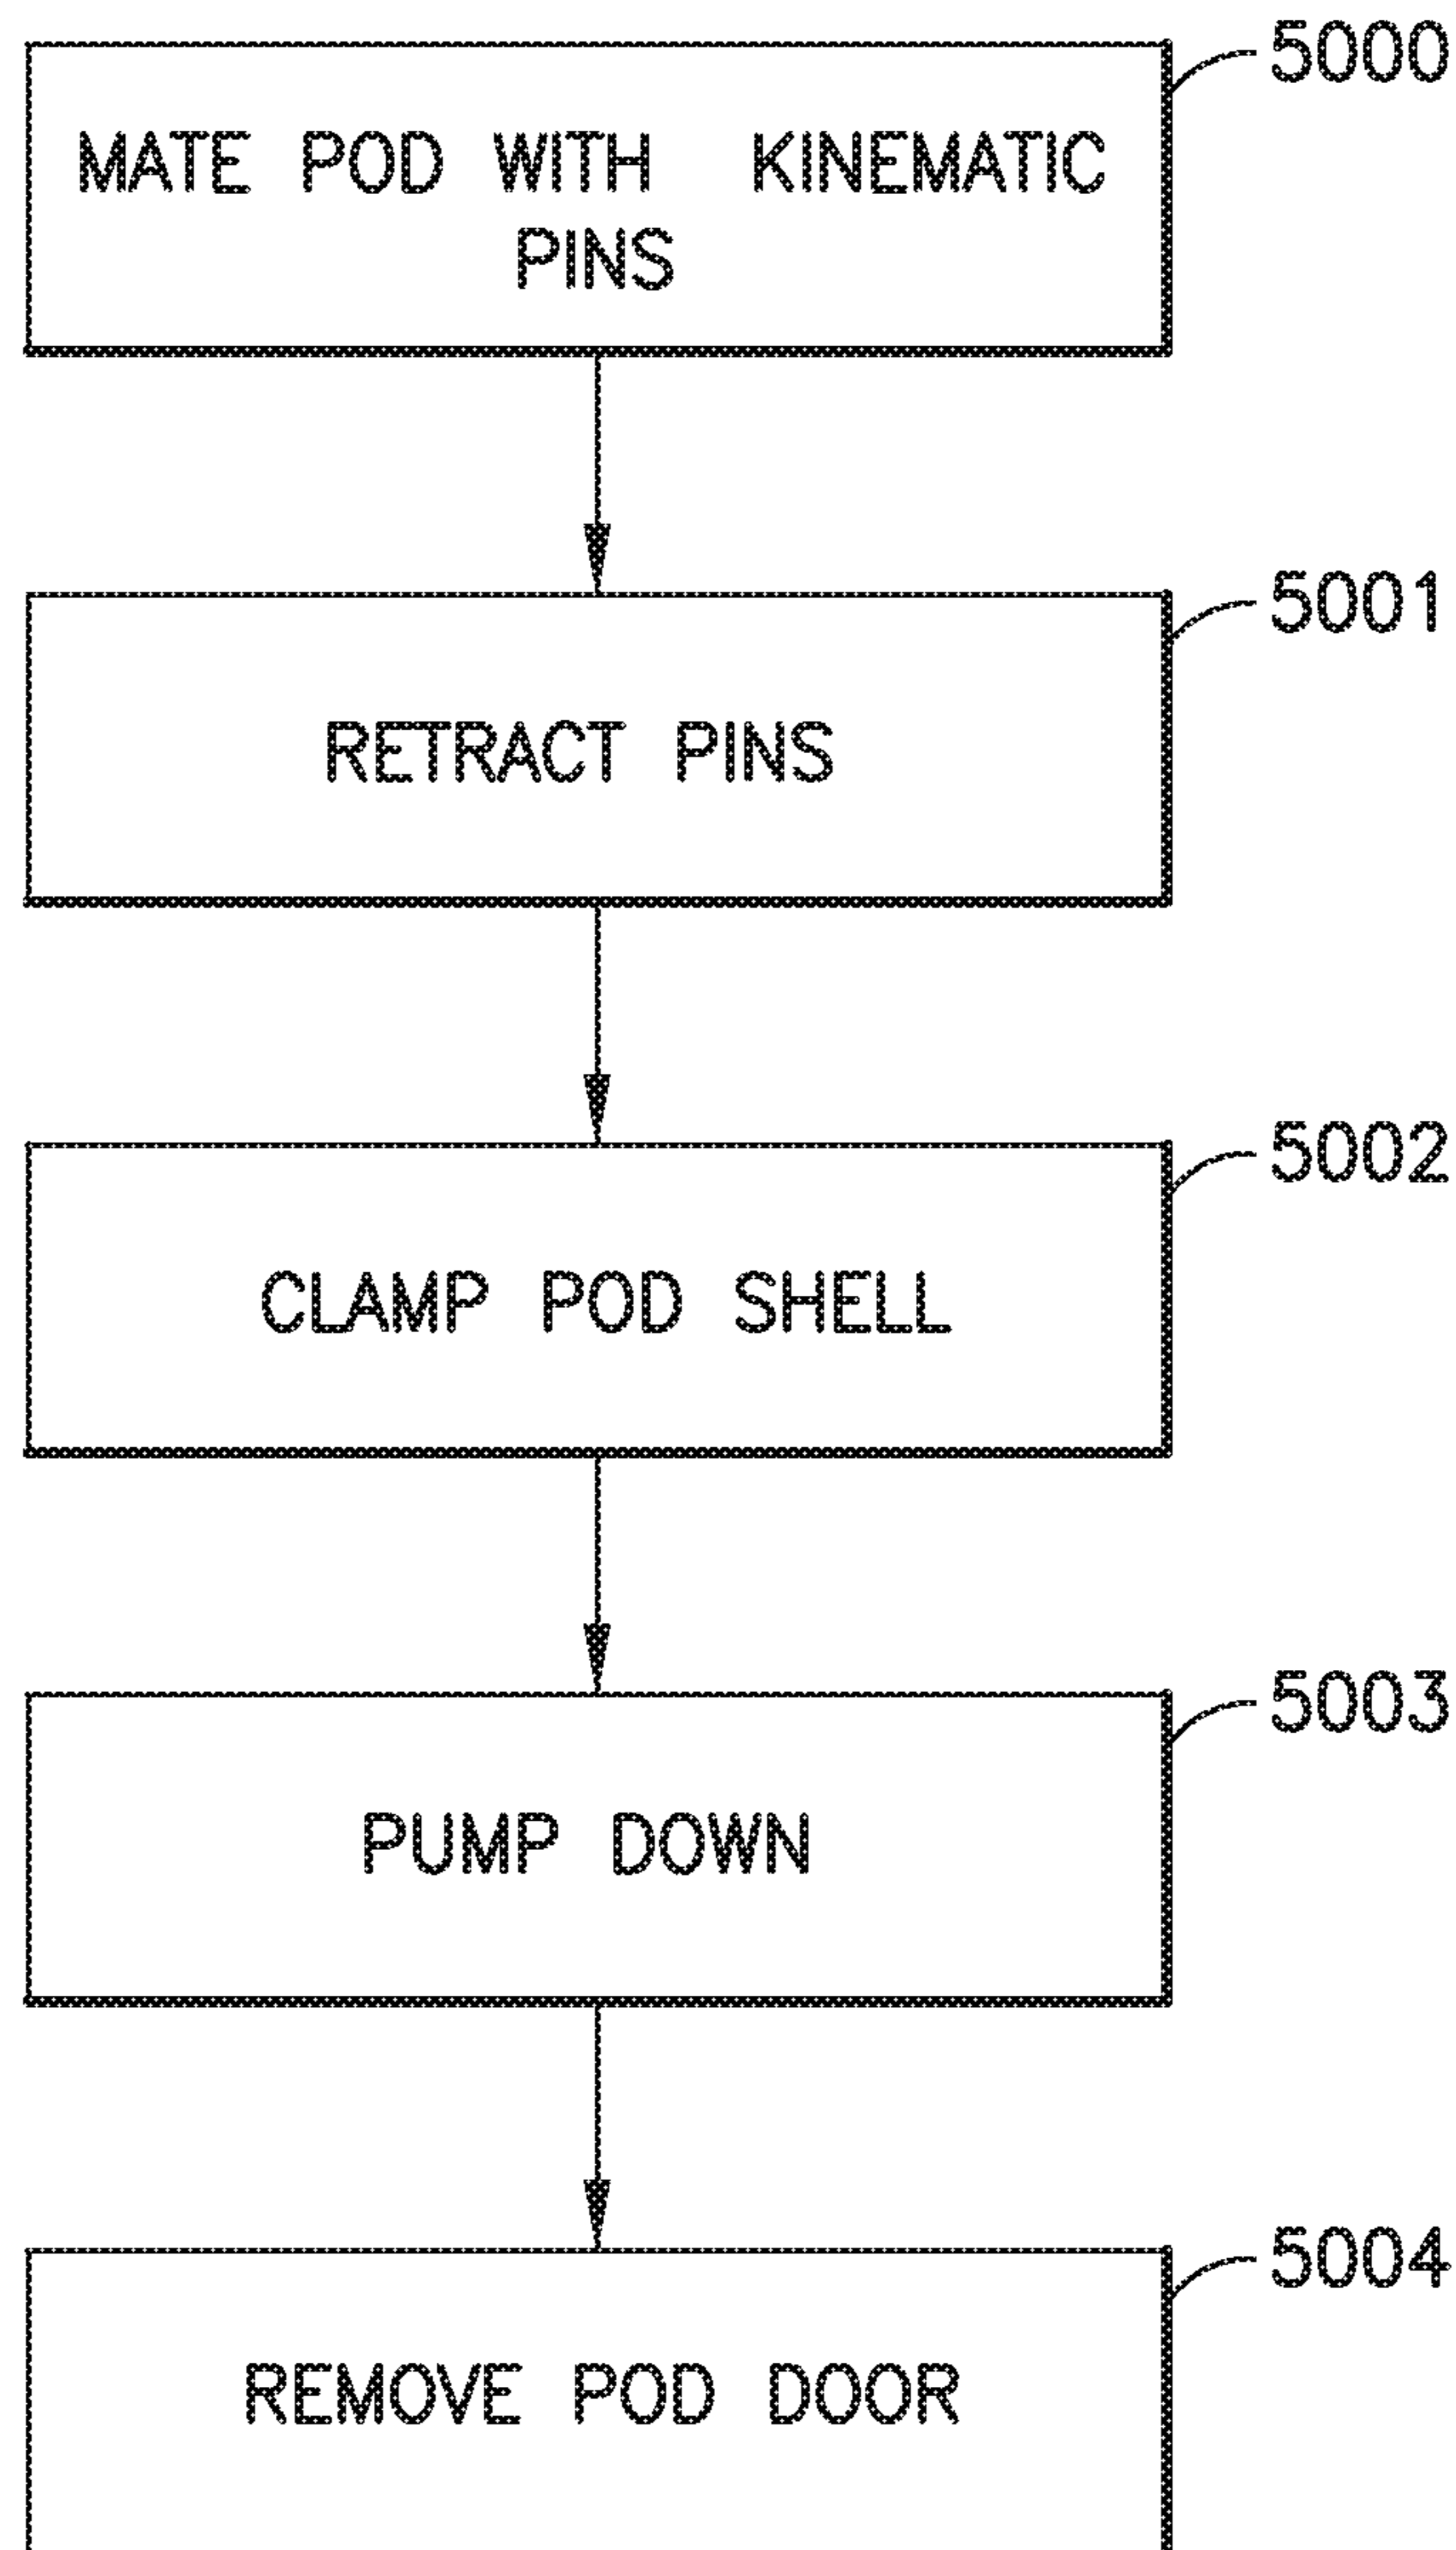 5000
MATE POD WITH KINEMATIC
PINS
5001
RETRACT PINS
5002
CLAMP POD SHELL
5003
PUMP DOWN
5004
REMOVE POD DOOR